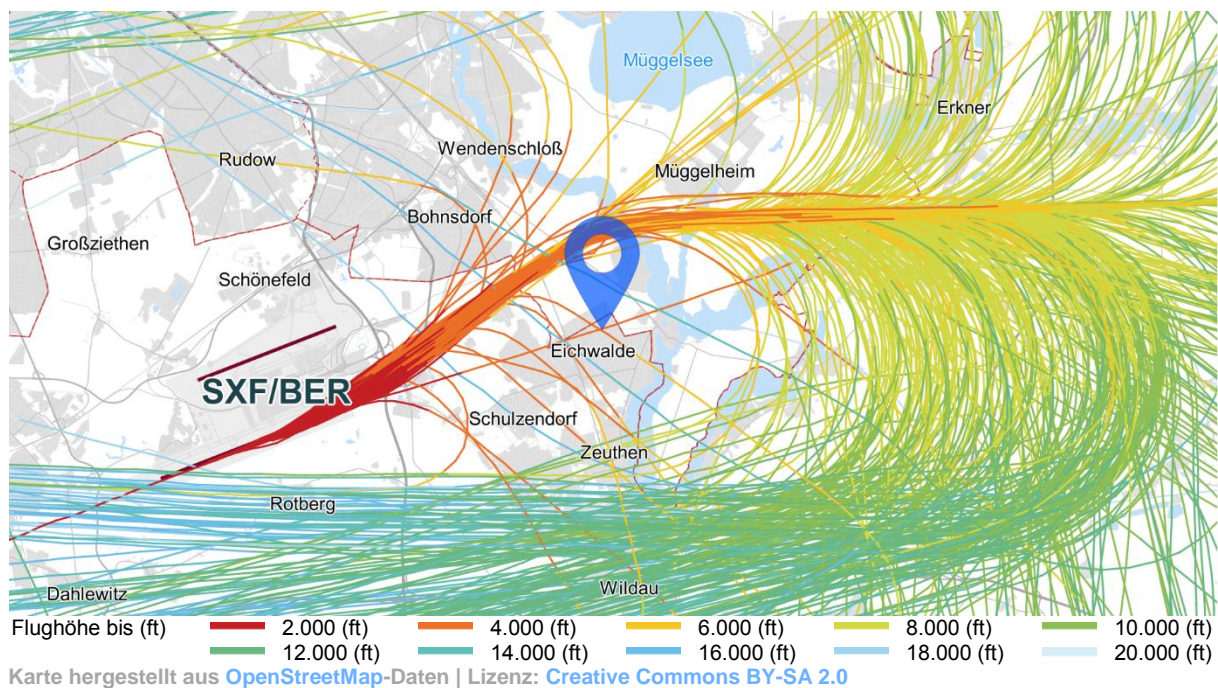 Müggelsee
Erkner
Wendenschloß
Rudow
Müggelheim
Bohnsdorf
Großziethen
Schönefeld
Eichwalde
SXF/BER
Schulzendorf
Zeuthen
Rotberg
Wildau
Dahlewitz
Flughöhe bis (ft) 2.000 (ft) 4.000 (ft) 6.000 (ft) 8.000 (ft) 10.000 (ft)
12.000 (ft) 14.000 (ft) 16.000 (ft) 18.000 (ft) 20.000 (ft)
Karte hergestellt aus OpenStreetMap-Daten | Lizenz: Creative Commons BY-SA 2.0